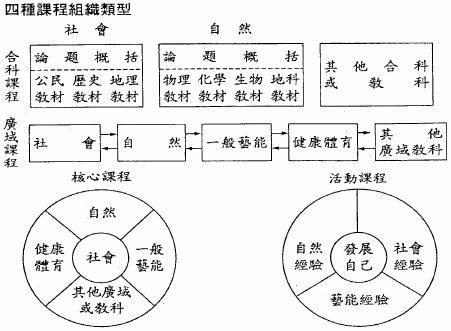 四種課程組織類型
社會 自然
合科課程
論題概括 論題概括 其他合科
公民 歷史 地理 物理 化學 生物 地科 或教科
教材 教材 教材 教材 教材 教材 教材
廣域課程
社會 自然 一般藝能 健康體育 其他
廣域教科
核心課程 活動課程
自然
健康
體育
社會
一般
藝能
其他廣域
或教科
自然
經驗
發展
自己
社會
經驗
藝能經驗